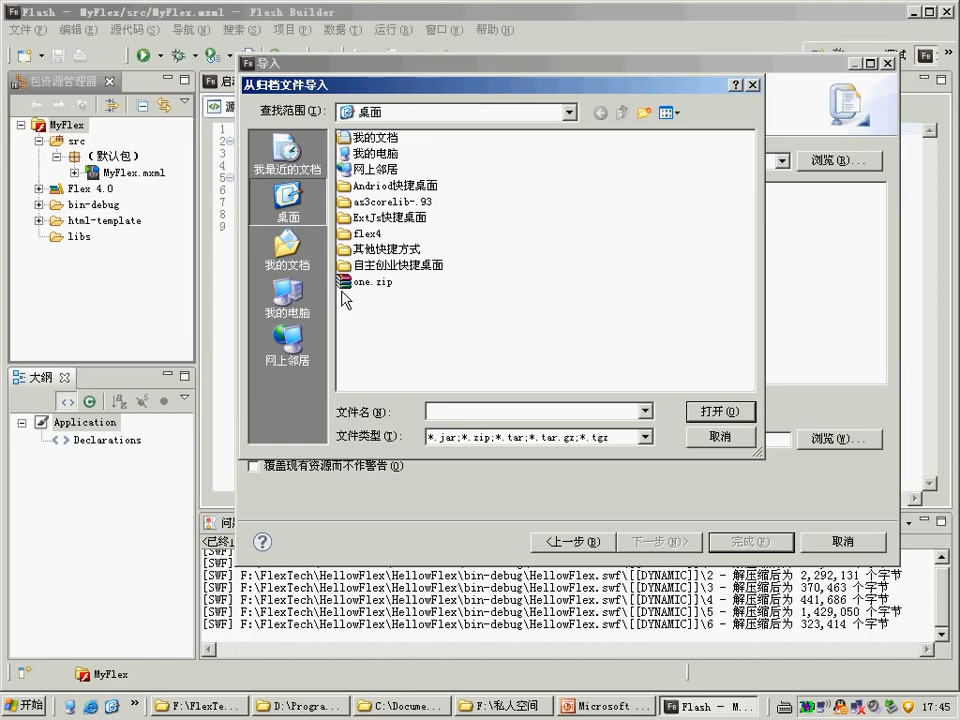 Flash - MyFlex/src/MyFlex.mxml - Flash Builder
文件(F) 编辑(E) 源代码(S) 导航(N) 搜索(S) 项目(P) 数据(T) 运行(R) 窗口(W) 帮助(H)
包资源管理器
MyFlex
src
(默认包)
MyFlex.mxml
Flex 4.0
bin-debug
html-template
libs
大纲
Application
Declarations
1
2
3
4
5
6
7
8
9
导入
浏览(R)...
浏览(W)...
覆盖现有资源而不作警告(O)
<上一步(B)
下一步(N)>
完成(F)
取消
从归档文件导入
查找范围(I):
桌面
我最近的文档
桌面
我的文档
我的电脑
网上邻居
我的文档
我的电脑
网上邻居
Andriod快捷桌面
as3corelib-.93
ExtJs快捷桌面
flex4
其他快捷方式
自主创业快捷桌面
one.zip
文件名(N):
打开(O)
文件类型(T):
*.jar;*.zip;*.tar;*.tar.gz;*.tgz
取消
[SWF] F:\FlexTech\HellowFlex\HellowFlex\bin-debug\HellowFlex.swf\[[DYNAMIC]]\2 - 解压缩后为 2,292,131 个字节
[SWF] F:\FlexTech\HellowFlex\HellowFlex\bin-debug\HellowFlex.swf\[[DYNAMIC]]\3 - 解压缩后为 370,463 个字节
[SWF] F:\FlexTech\HellowFlex\HellowFlex\bin-debug\HellowFlex.swf\[[DYNAMIC]]\4 - 解压缩后为 441,686 个字节
[SWF] F:\FlexTech\HellowFlex\HellowFlex\bin-debug\HellowFlex.swf\[[DYNAMIC]]\5 - 解压缩后为 1,429,050 个字节
[SWF] F:\FlexTech\HellowFlex\HellowFlex\bin-debug\HellowFlex.swf\[[DYNAMIC]]\6 - 解压缩后为 323,414 个字节
MyFlex
开始
F:\FlexTe...
D:\Progra...
C:\Docume...
F:\私人空间
Microsoft ...
Flash - M...
17:45